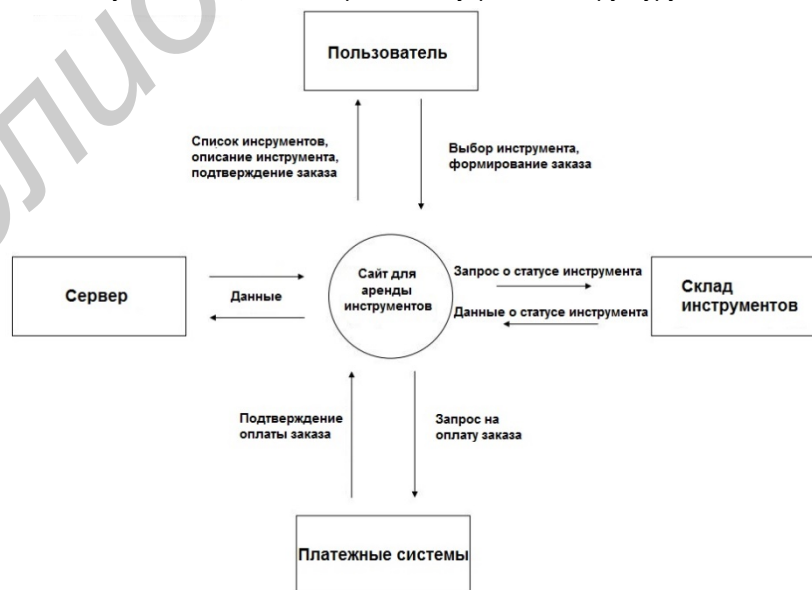 Пользователь
Список инсрументов,
описание инструмента,
подтверждение заказа
Выбор инструмента,
формирование заказа
Сервер
Данные
Сайт для
аренды
инструментов
Запрос о статусе инструмента
Данные о статусе инструмента
Склад
инструментов
Подтверждение
оплаты заказа
Запрос на
оплату заказа
Платежные системы